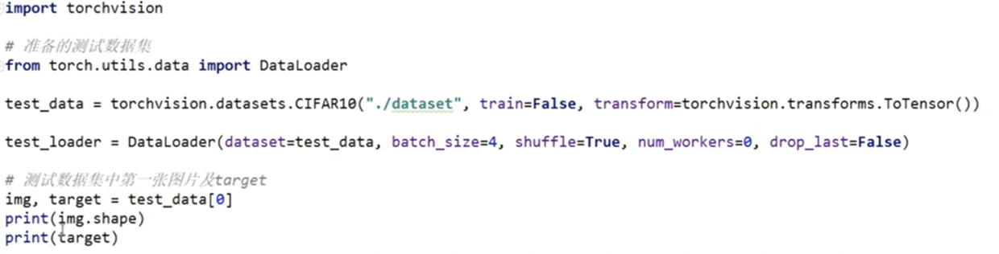 import torchvision
# 准备的测试数据集
from torch.utils.data import DataLoader
test_data = torchvision.datasets.CIFAR10("./dataset", train=False, transform=torchvision.transforms.ToTensor())
test_loader = DataLoader(dataset=test_data, batch_size=4, shuffle=True, num_workers=0, drop_last=False)
# 测试数据集中第一张图片及target
img, target = test_data[0]
print(img.shape)
print(target)